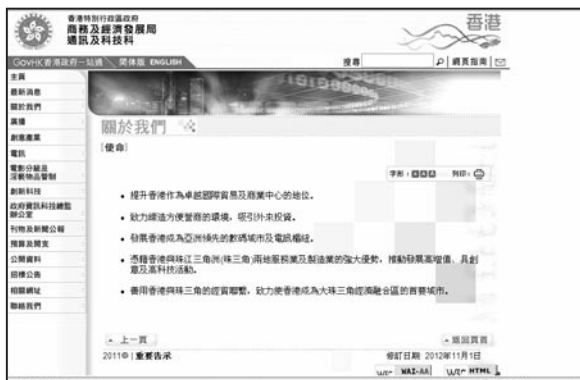 香港特別行政區政府
商務及經濟發展局
通訊及科技科
香港
GovHK 香港政府一站通 简体版 ENGLISH 搜尋 網頁指南
主頁
最新消息
關於我們
廣播
創意產業
電訊
電影分級及
淫褻物品管制
創新科技
政府資訊科技總監
辦公室
刊物及新聞公報
預算及開支
公開資料
招標公告
相關網址
聯絡我們
關於我們
[使命]
字形: A A A 列印:
• 提升香港作為卓越國際貿易及商業中心的地位。
• 致力締造方便營商的環境，吸引外來投資。
• 發展香港成為亞洲領先的數碼城市及電訊樞紐。
• 憑藉香港與珠江三角洲(珠三角)兩地服務業及製造業的強大優勢，推動發展高增值、具創
意及高科技活動。
• 善用香港與珠三角的經貿聯繫，致力使香港成為大珠三角經濟融合區的首要城市。
上一頁 返回頁首
2011© | 重要告示 修訂日期 2012年11月1日
W3C WAI-AA W3C HTML